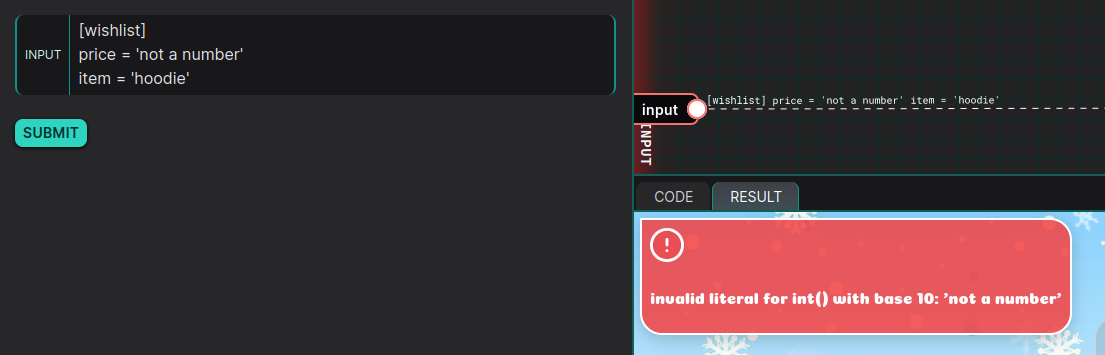 INPUT
[wishlist]
price = 'not a number'
item = 'hoodie'
SUBMIT
[wishlist] price = 'not a number' item = 'hoodie'
input
INPUT
CODE
RESULT
!
invalid literal for int() with base 10: 'not a number'